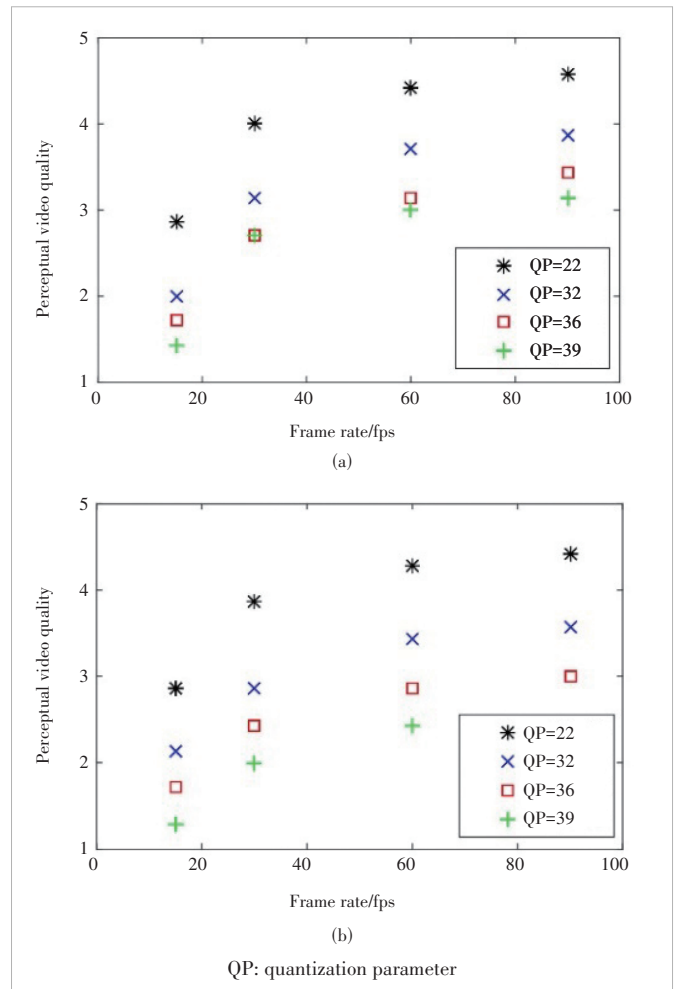 5
4
3
2
1
Perceptual video quality
QP=22
QP=32
QP=36
QP=39
0 20 40 60 80 100
Frame rate/fps
(a)
5
4
3
2
1
Perceptual video quality
QP=22
QP=32
QP=36
QP=39
0 20 40 60 80 100
Frame rate/fps
(b)
QP: quantization parameter